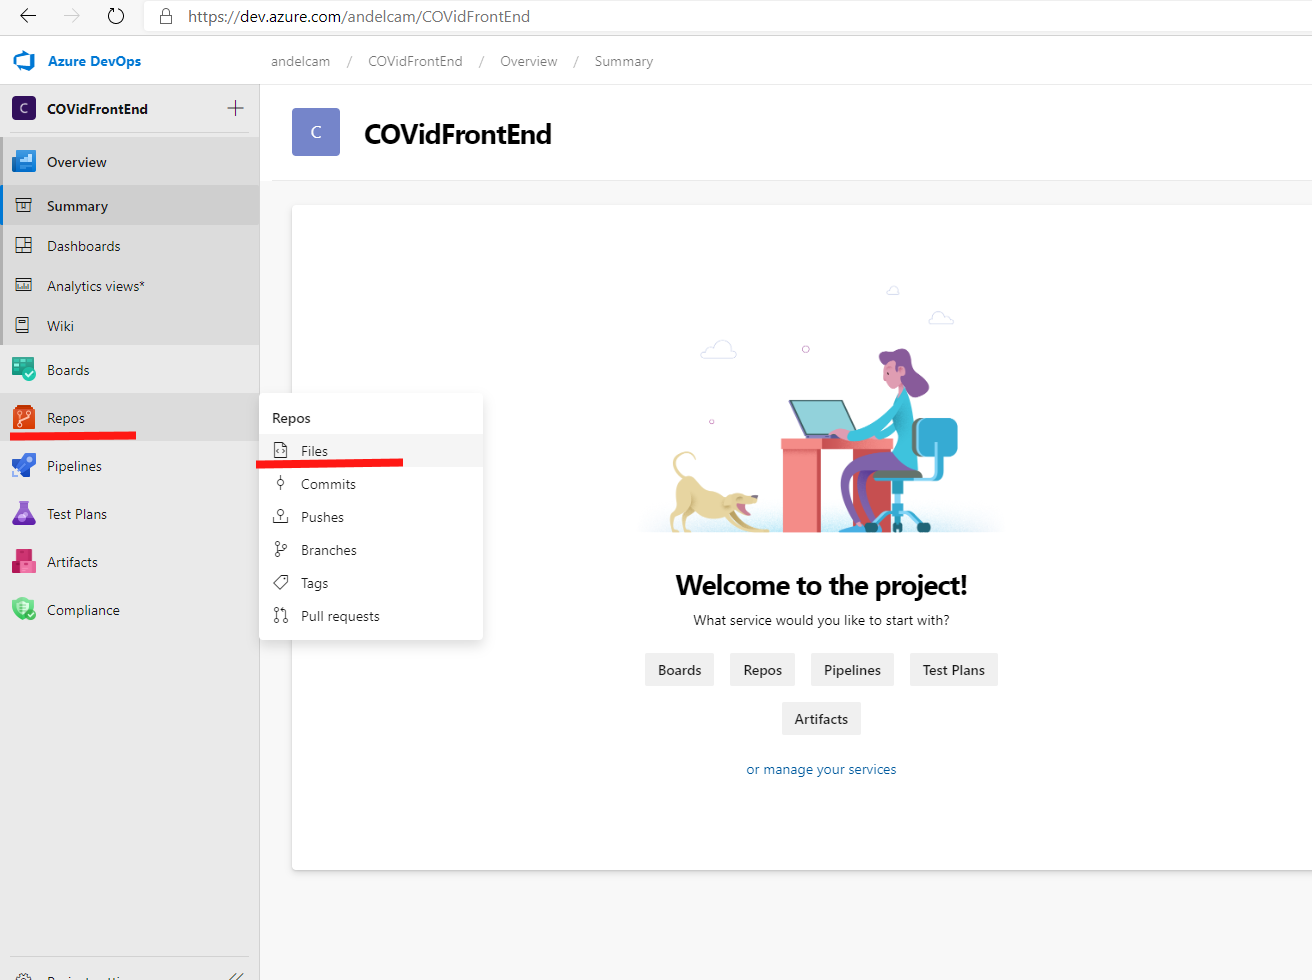 https://dev.azure.com/andelcam/COVidFrontEnd
Azure DevOps
andelcam / COVidFrontEnd / Overview / Summary
C COVidFrontEnd
C COVidFrontEnd
Overview
Summary
Dashboards
Analytics views*
Wiki
Boards
Repos
Pipelines
Test Plans
Artifacts
Compliance
Repos
Files
Commits
Pushes
Branches
Tags
Pull requests
Welcome to the project!
What service would you like to start with?
Boards Repos Pipelines Test Plans
Artifacts
or manage your services